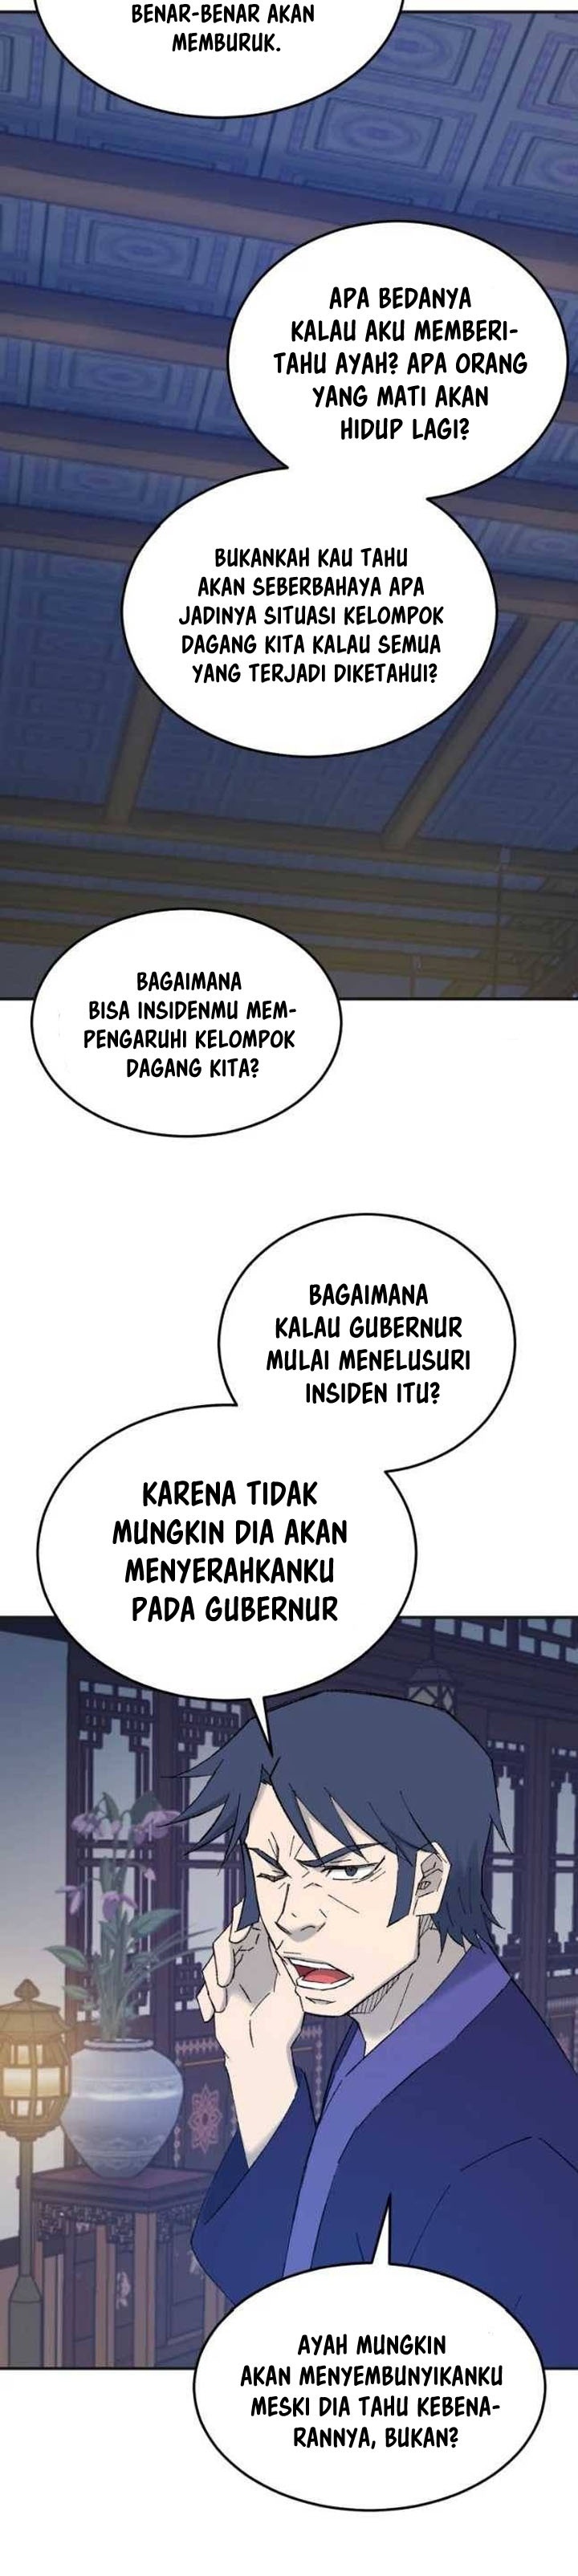 BENAR-BENAR AKAN
MEMBURUK.
APA BEDANYA
KALAU AKU MEMBERI-
TAHU AYAH? APA ORANG
YANG MATI AKAN
HIDUP LAGI?
BUKANKAH KAU TAHU
AKAN SEBERBAHAYA APA
JADINYA SITUASI KELOMPOK
DAGANG KITA KALAU SEMUA
YANG TERJADI DIKETAHUI?
BAGAIMANA
BISA INSIDENMU MEM-
PENGARUHI KELOMPOK
DAGANG KITA?
BAGAIMANA
KALAU GUBERNUR
MULAI MENELUSURI
INSIDEN ITU?
KARENA TIDAK
MUNGKIN DIA AKAN
MENYERAHKANKU
PADA GUBERNUR
AYAH MUNGKIN
AKAN MENYEMBUNYIKANKU
MESKI DIA TAHU KEBENA-
RANNYA, BUKAN?